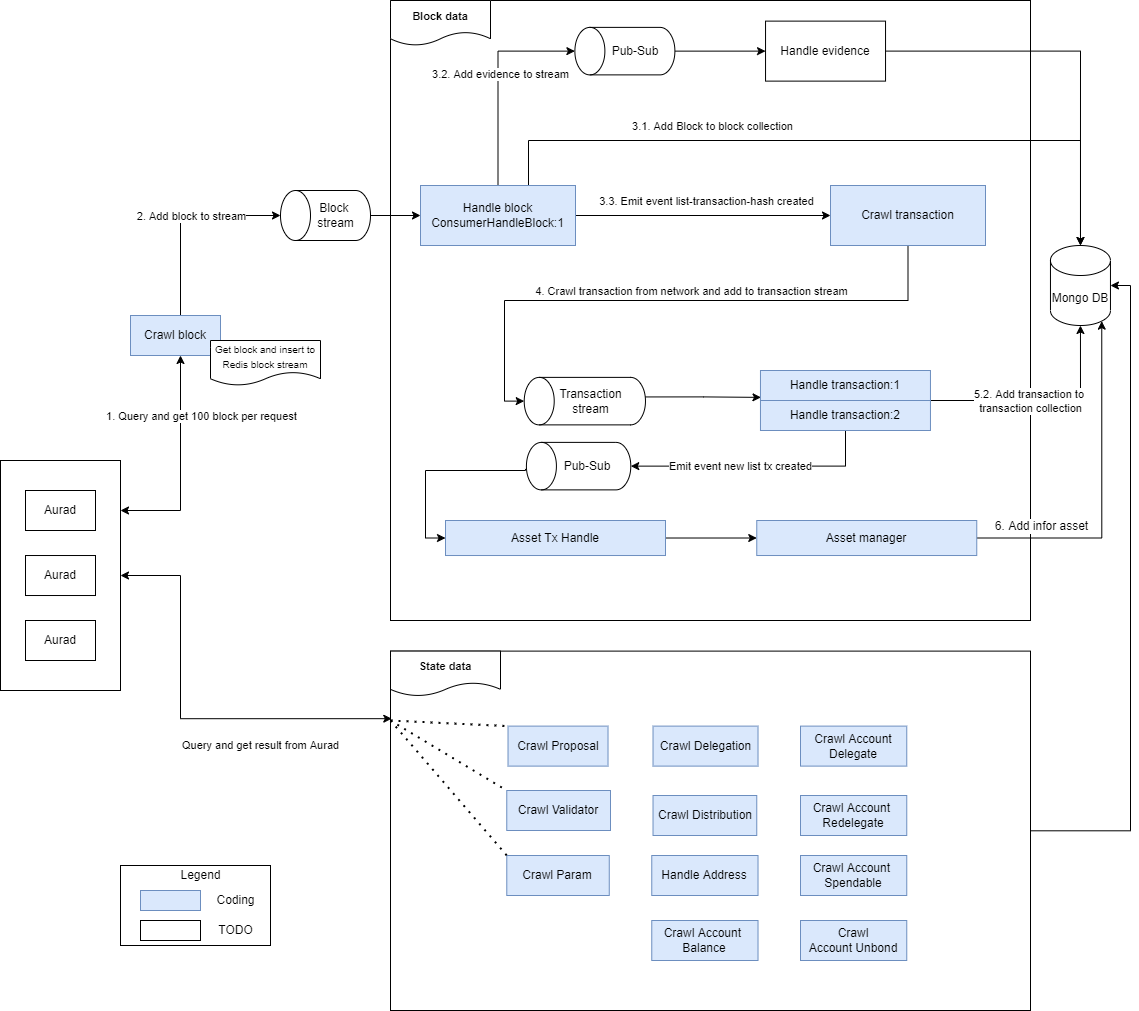 Block data
Pub-Sub
Handle evidence
3.2. Add evidence to stream
3.1. Add Block to block collection
2. Add block to stream
Block
stream
Handle block
ConsumerHandleBlock:1
3.3. Emit event list-transaction-hash created
Crawl transaction
4. Crawl transaction from network and add to transaction stream
Mongo DB
Crawl block
Get block and insert to
Redis block stream
Transaction
stream
Handle transaction:1
Handle transaction:2
5.2. Add transaction to
transaction collection
1. Query and get 100 block per request
Pub-Sub
Emit event new list tx created
Aurad
Aurad
Aurad
Asset Tx Handle
Asset manager
6. Add infor asset
State data
Query and get result from Aurad
Crawl Proposal
Crawl Delegation
Crawl Account
Delegate
Crawl Validator
Crawl Distribution
Crawl Account
Redelegate
Crawl Param
Handle Address
Crawl Account
Spendable
Crawl Account
Balance
Crawl
Account Unbond
Legend
Coding
TODO